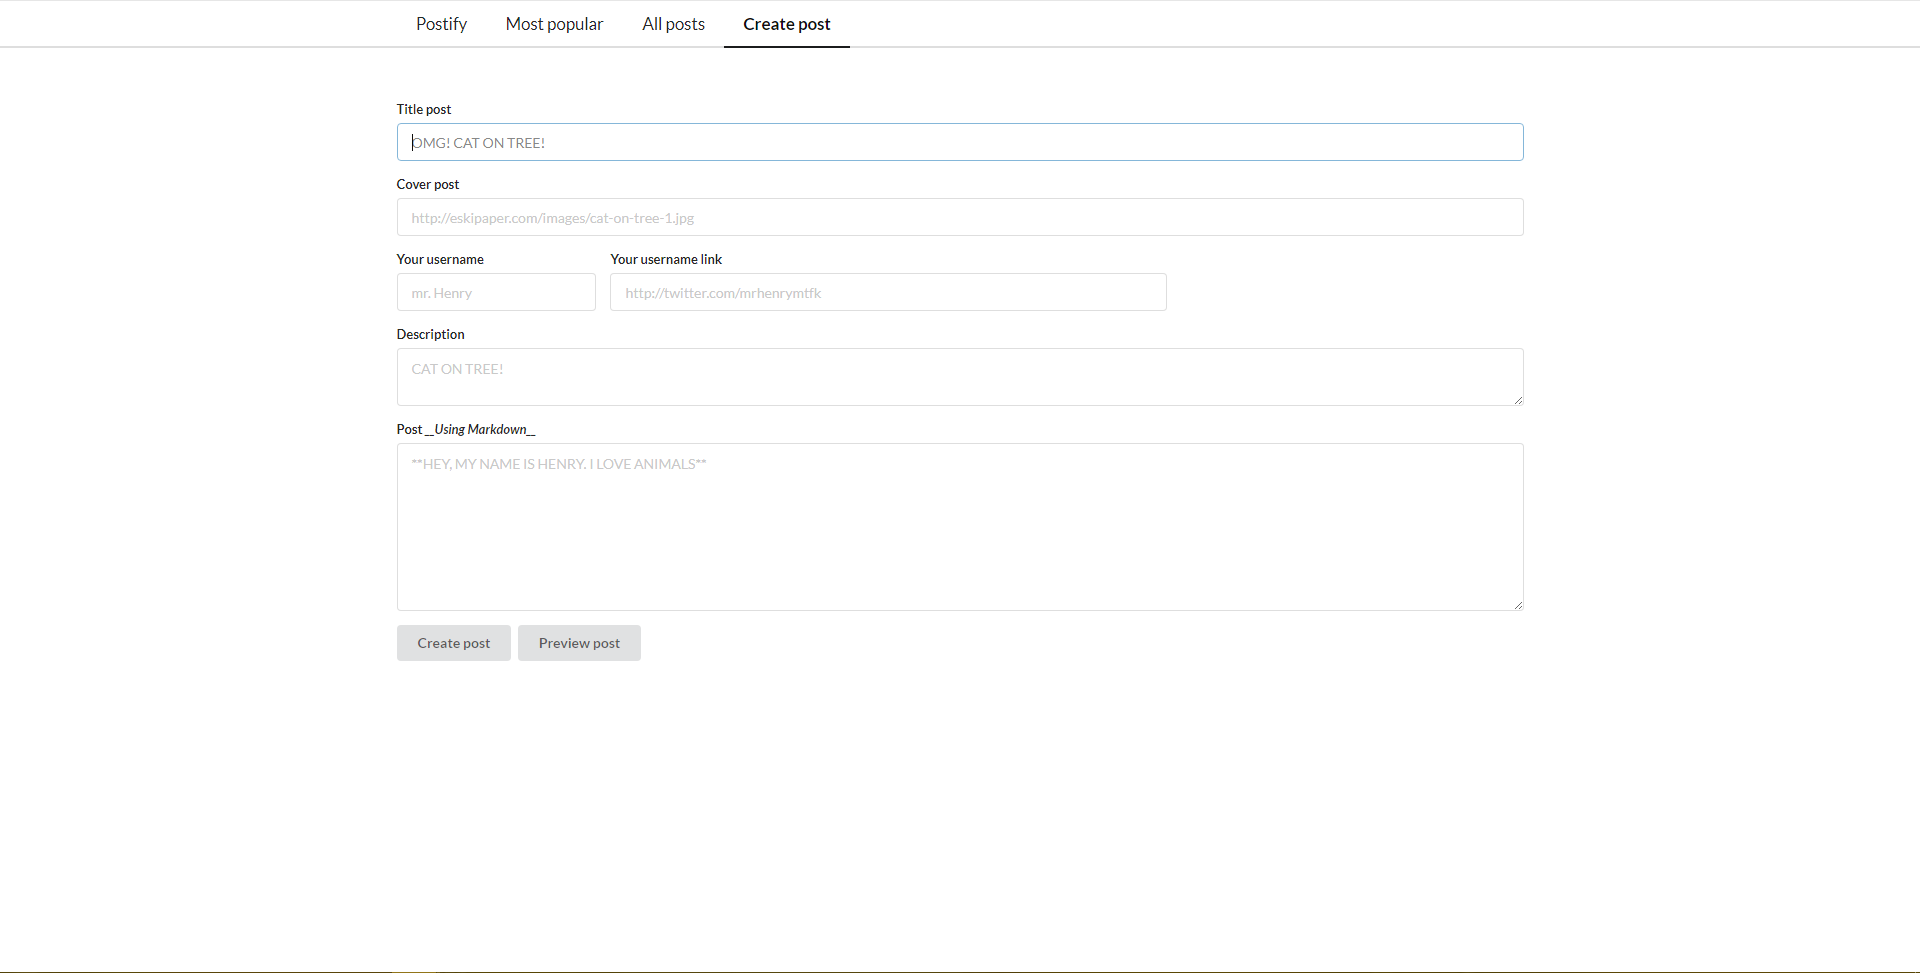 Postify Most popular All posts Create post
Title post
OMG! CAT ON TREE!
Cover post
http://eskipaper.com/images/cat-on-tree-1.jpg
Your username Your username link
mr. Henry http://twitter.com/mrhenrymtfk
Description
CAT ON TREE!
Post __Using Markdown__
**HEY, MY NAME IS HENRY. I LOVE ANIMALS**
Create post Preview post